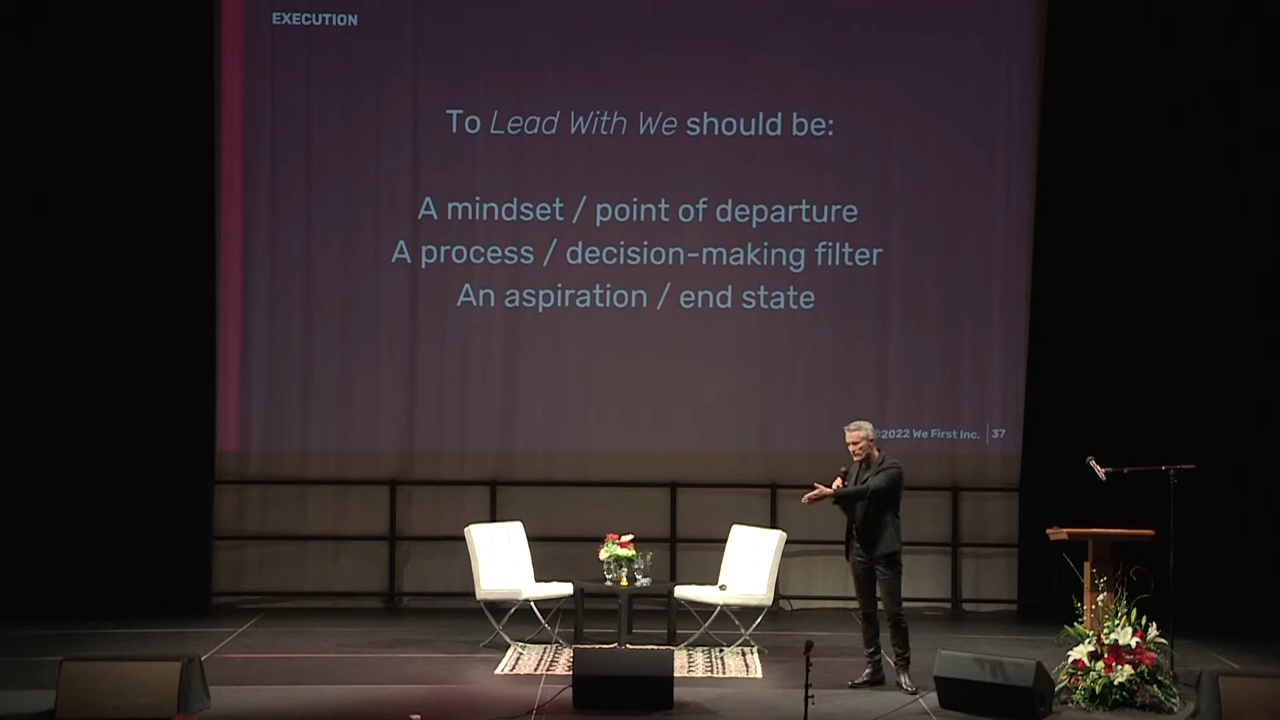 EXECUTION
To Lead With We should be:
A mindset / point of departure
A process / decision-making filter
An aspiration / end state
2022 We First Inc. | 37